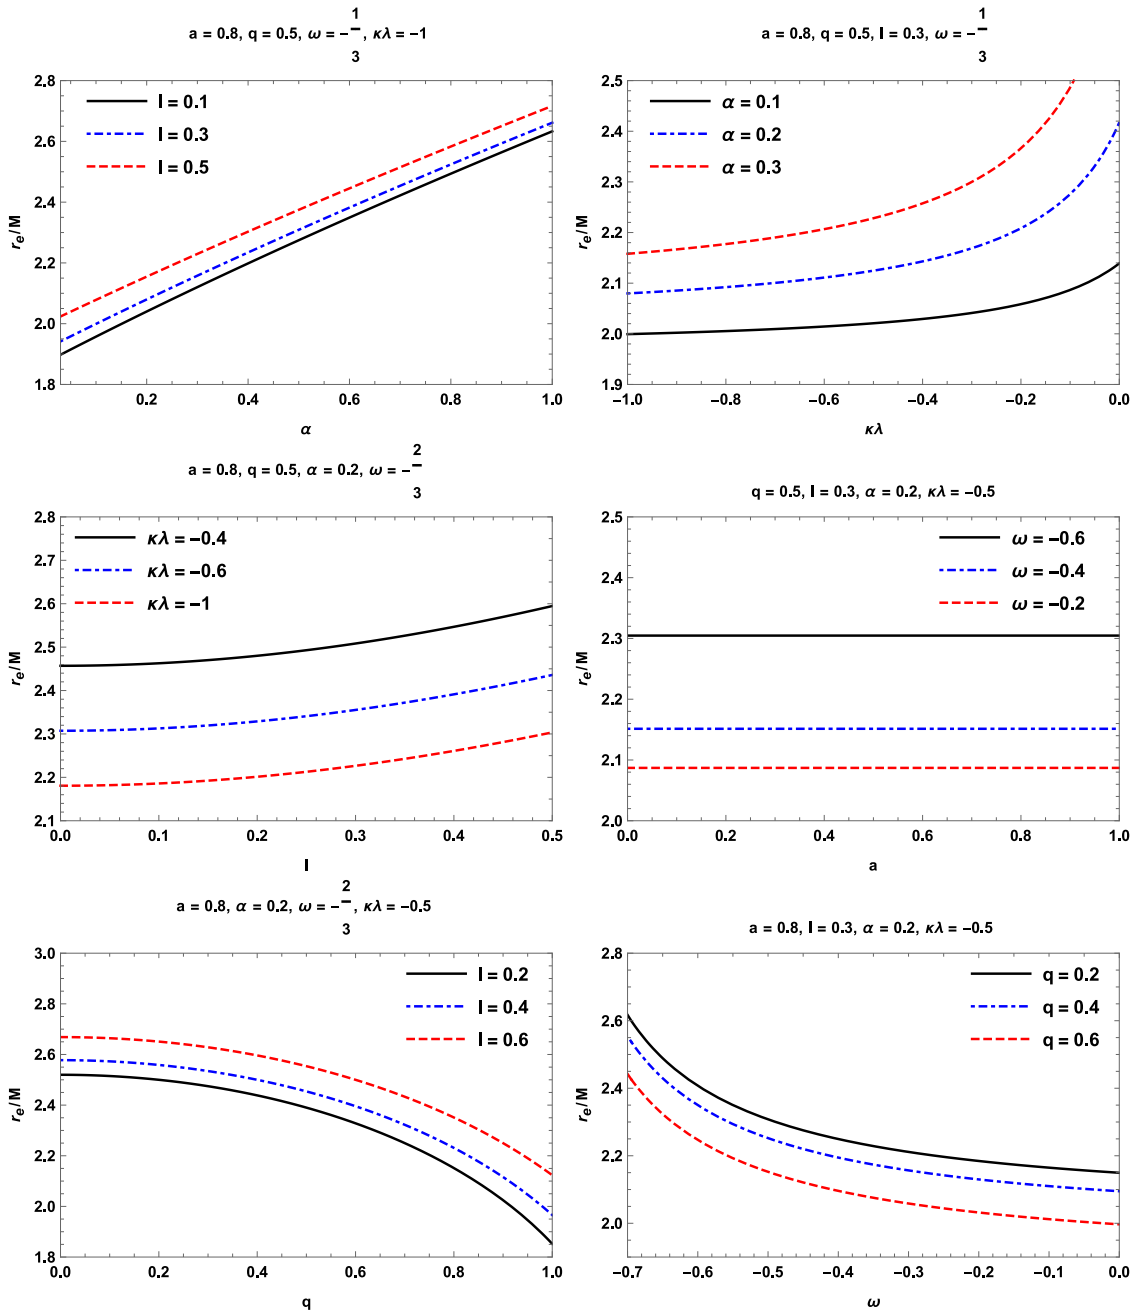 a = 0.8, q = 0.5, ω = -1/3, κλ = -1
l = 0.1
l = 0.3
l = 0.5
2.8
2.6
2.4
2.2
2.0
1.8
r_e/M
0.2
0.4
0.6
0.8
1.0
α
a = 0.8, q = 0.5, l = 0.3, ω = -1/3
α = 0.1
α = 0.2
α = 0.3
2.5
2.4
2.3
2.2
2.1
2.0
1.9
r_e/M
-1.0
-0.8
-0.6
-0.4
-0.2
0.0
κλ
a = 0.8, q = 0.5, α = 0.2, ω = -2/3
κλ = -0.4
κλ = -0.6
κλ = -1
2.8
2.7
2.6
2.5
2.4
2.3
2.2
2.1
r_e/M
0.0
0.1
0.2
0.3
0.4
0.5
l
q = 0.5, l = 0.3, α = 0.2, κλ = -0.5
ω = -0.6
ω = -0.4
ω = -0.2
2.5
2.4
2.3
2.2
2.1
2.0
r_e/M
0.0
0.2
0.4
0.6
0.8
1.0
a
a = 0.8, α = 0.2, ω = -2/3, κλ = -0.5
l = 0.2
l = 0.4
l = 0.6
3.0
2.8
2.6
2.4
2.2
2.0
1.8
r_e/M
0.0
0.2
0.4
0.6
0.8
1.0
q
a = 0.8, l = 0.3, α = 0.2, κλ = -0.5
q = 0.2
q = 0.4
q = 0.6
2.8
2.6
2.4
2.2
2.0
r_e/M
-0.7
-0.6
-0.5
-0.4
-0.3
-0.2
-0.1
0.0
ω